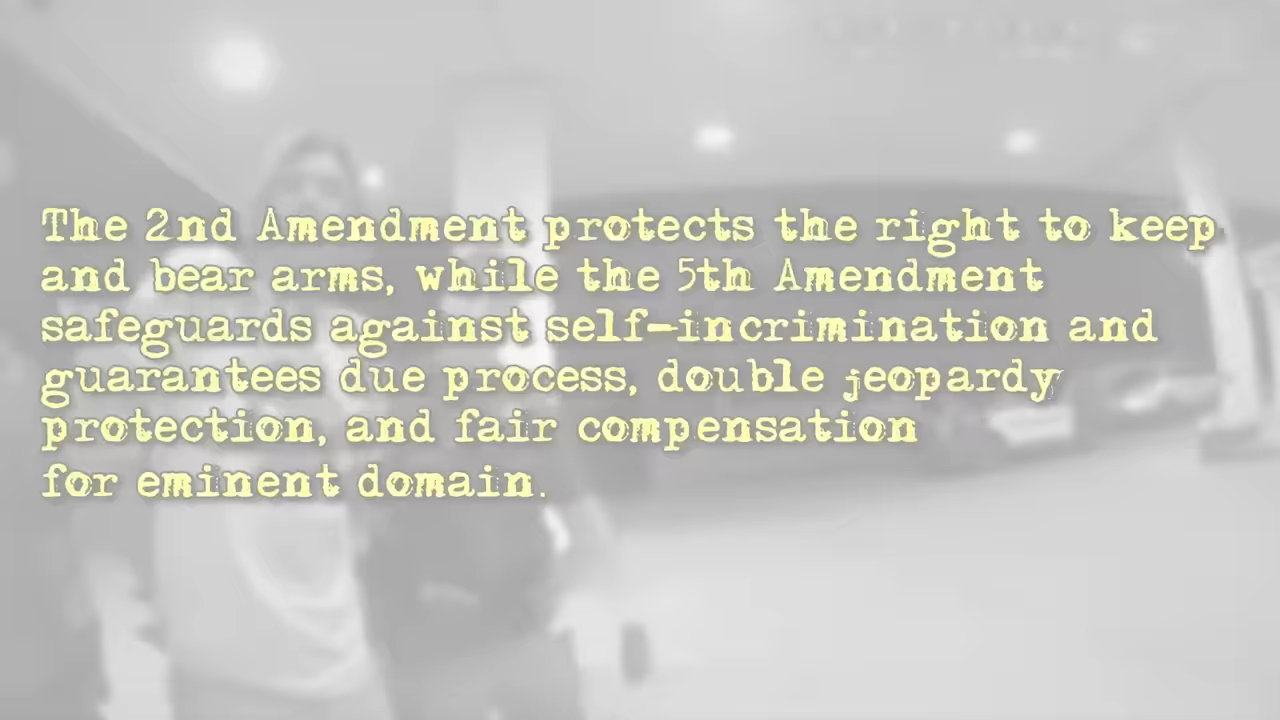 The 2nd Amendment protects the right to keep
and bear arms, while the 5th Amendment
safeguards against self-incrimination and
guarantees due process, double jeopardy
protection, and fair compensation
for eminent domain.